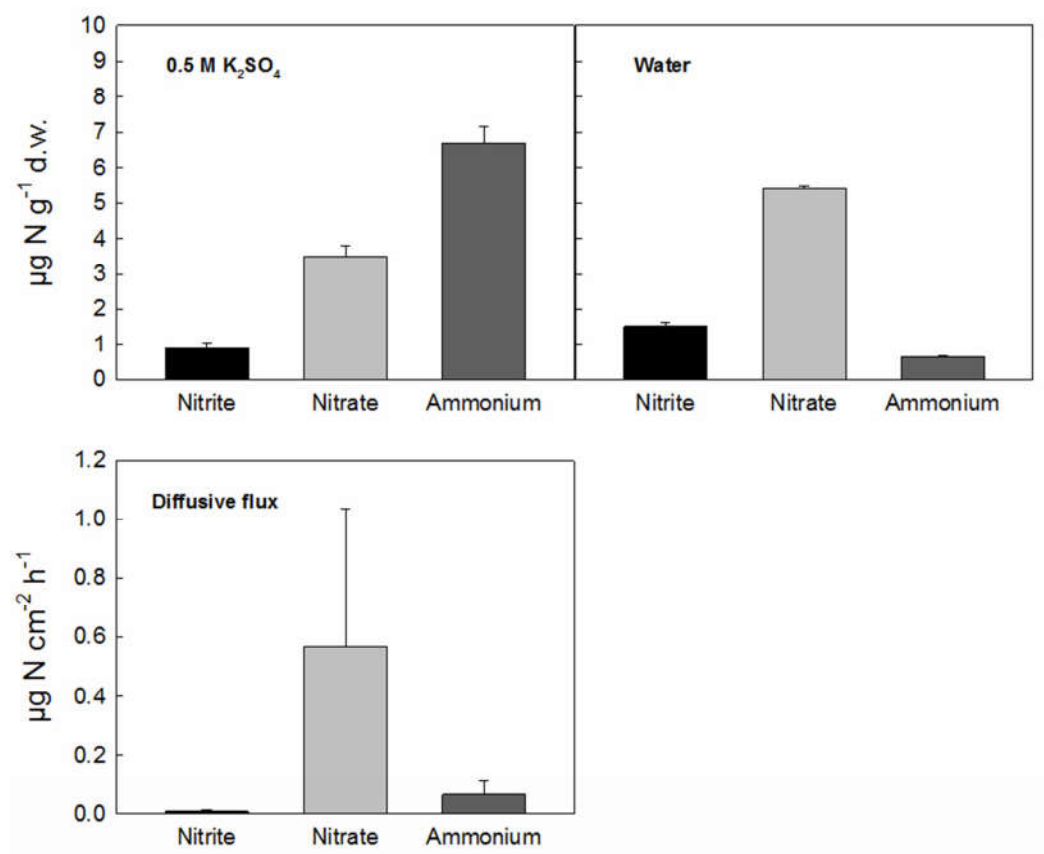 10
9
8
7
6
5
4
3
2
1
0
µg N g⁻¹ d.w.
0.5 M K₂SO₄
Water
Nitrite Nitrate Ammonium Nitrite Nitrate Ammonium
1.2
1.0
0.8
0.6
0.4
0.2
0.0
µg N cm⁻² h⁻¹
Diffusive flux
Nitrite Nitrate Ammonium